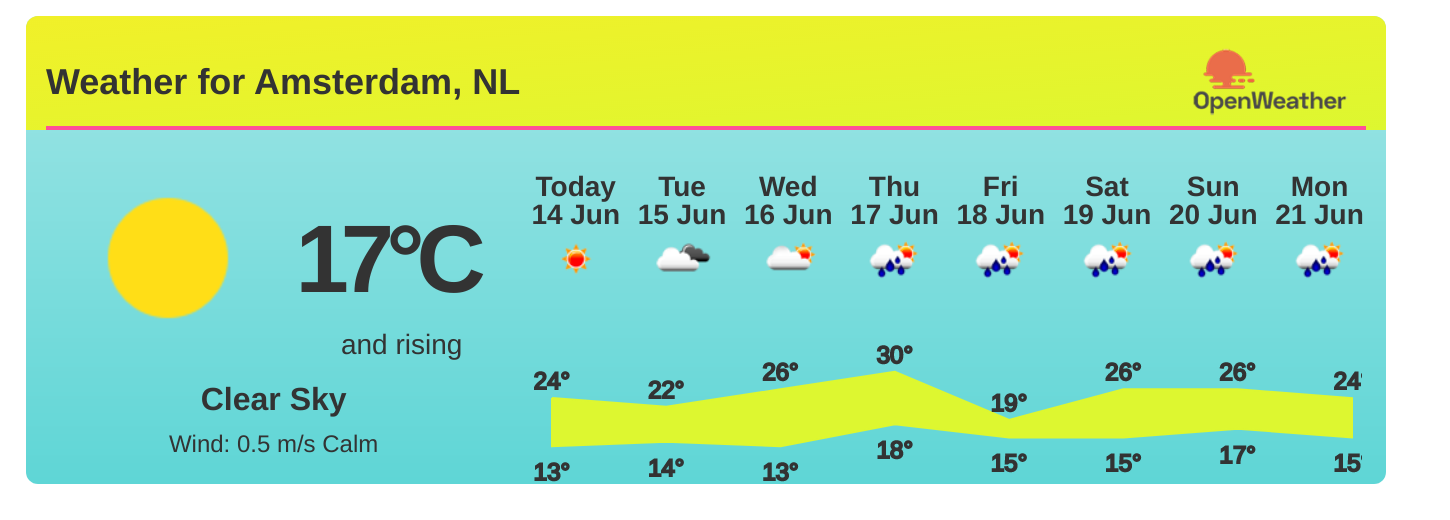 Weather for Amsterdam, NL
OpenWeather
17°C
and rising
Clear Sky
Wind: 0.5 m/s Calm
Today Tue Wed Thu Fri Sat Sun Mon
14 Jun 15 Jun 16 Jun 17 Jun 18 Jun 19 Jun 20 Jun 21 Jun
24° 22° 26° 30° 19° 26° 26° 24°
13° 14° 13° 18° 15° 15° 17° 15°